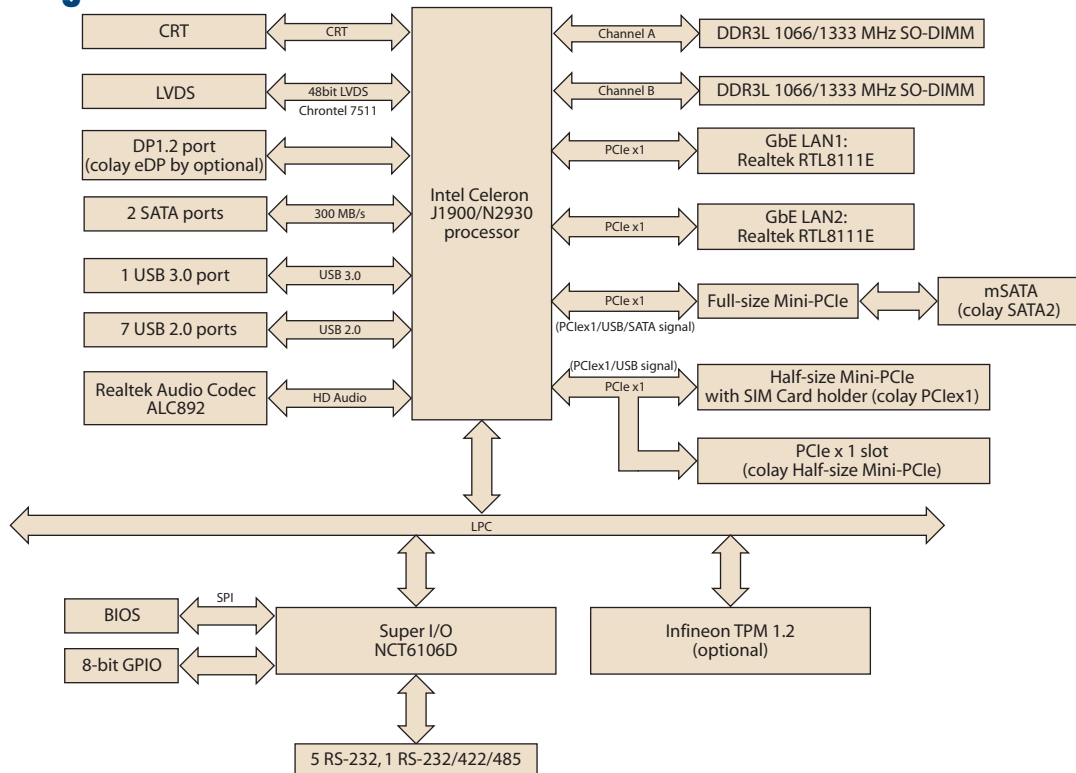 CRT
CRT
LVDS
48bit LVDS
Chrontel 7511
DP1.2 port
(colay eDP by optional)
2 SATA ports
300 MB/s
1 USB 3.0 port
USB 3.0
7 USB 2.0 ports
USB 2.0
Realtek Audio Codec
ALC892
HD Audio
Intel Celeron
J1900/N2930
processor
Channel A
DDR3L 1066/1333 MHz SO-DIMM
Channel B
DDR3L 1066/1333 MHz SO-DIMM
PCIe x1
GbE LAN1:
Realtek RTL8111E
PCIe x1
GbE LAN2:
Realtek RTL8111E
PCIe x1
(PCIex1/USB/SATA signal)
Full-size Mini-PCIe
mSATA
(colay SATA2)
(PCIex1/USB signal)
PCIe x1
Half-size Mini-PCIe
with SIM Card holder (colay PCIex1)
PCIe x 1 slot
(colay Half-size Mini-PCIe)
LPC
BIOS
SPI
8-bit GPIO
Super I/O
NCT6106D
Infineon TPM 1.2
(optional)
5 RS-232, 1 RS-232/422/485